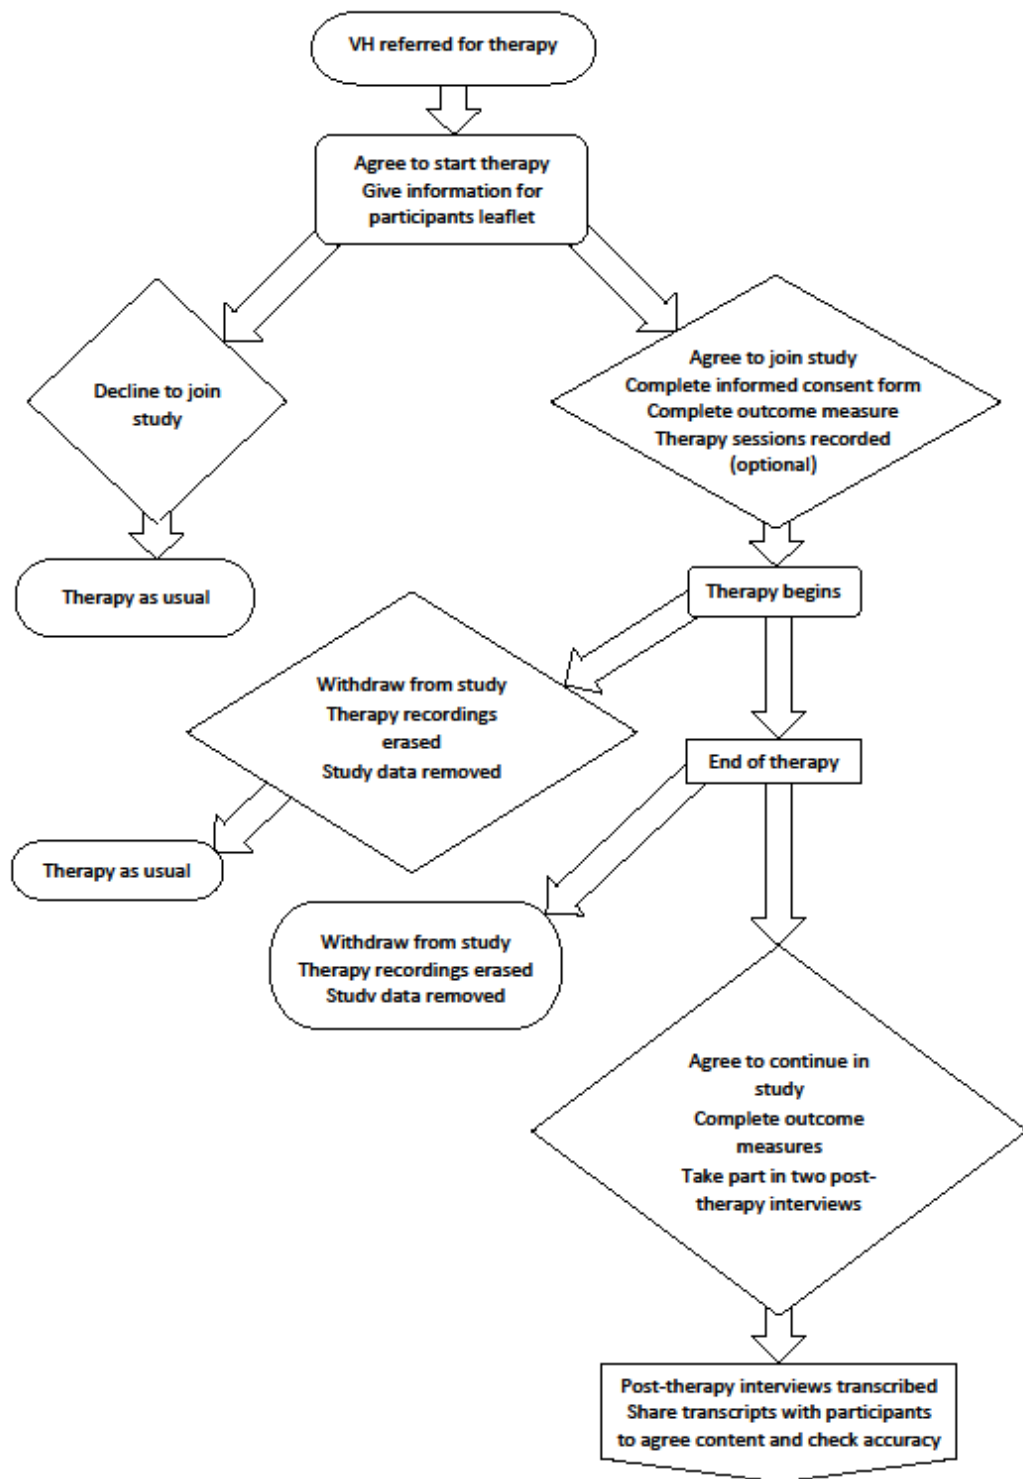 VH referred for therapy
Agree to start therapy
Give information for
participants leaflet
Decline to join
study
Agree to join study
Complete informed consent form
Complete outcome measure
Therapy sessions recorded
(optional)
Therapy as usual
Therapy begins
Withdraw from study
Therapy recordings
erased
Study data removed
End of therapy
Therapy as usual
Withdraw from study
Therapy recordings erased
Study data removed
Agree to continue in
study
Complete outcome
measures
Take part in two post-
therapy interviews
Post-therapy interviews transcribed
Share transcripts with participants
to agree content and check accuracy